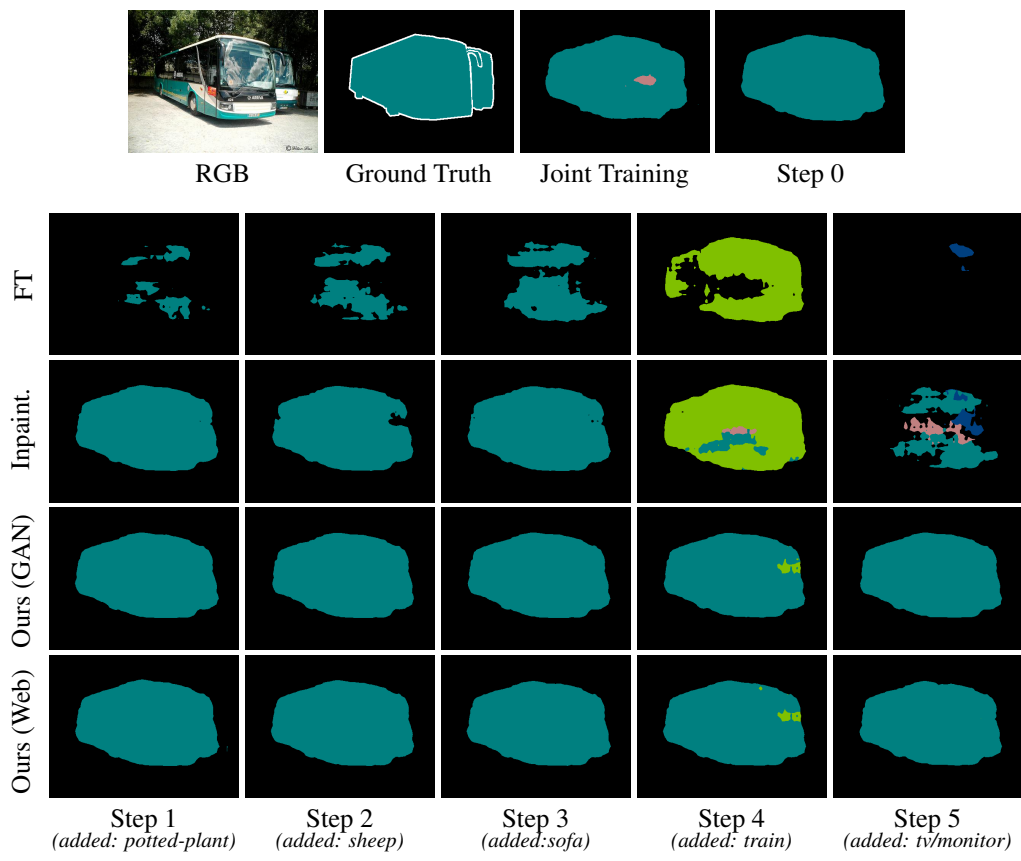 RGB
Ground Truth
Joint Training
Step 0
FT
Inpaint.
Ours (GAN)
Ours (Web)
Step 1
(added: potted-plant)
Step 2
(added: sheep)
Step 3
(added:sofa)
Step 4
(added: train)
Step 5
(added: tv/monitor)